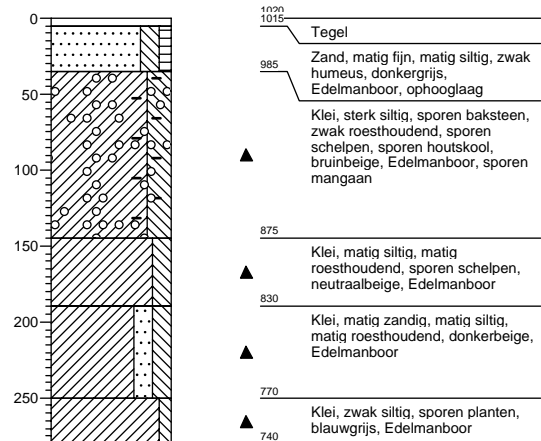 0
50
100
150
200
250
1020
1015
Tegel
Zand, matig fijn, matig siltig, zwak
humeus, donkergrijs,
Edelmanboor, ophooglaag
985
Klei, sterk siltig, sporen baksteen,
zwak roesthoudend, sporen
schelpen, sporen houtskool,
bruinbeige, Edelmanboor, sporen
mangaan
875
Klei, matig siltig, matig
roesthoudend, sporen schelpen,
neutraalbeige, Edelmanboor
830
Klei, matig zandig, matig siltig,
matig roesthoudend, donkerbeige,
Edelmanboor
770
Klei, zwak siltig, sporen planten,
blauwgrijs, Edelmanboor
740